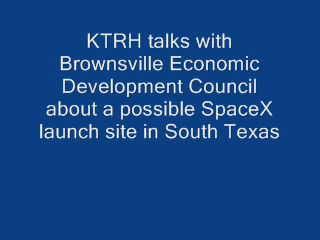 KTRH talks with
Brownsville Economic
Development Council
about a possible SpaceX
launch site in South Texas